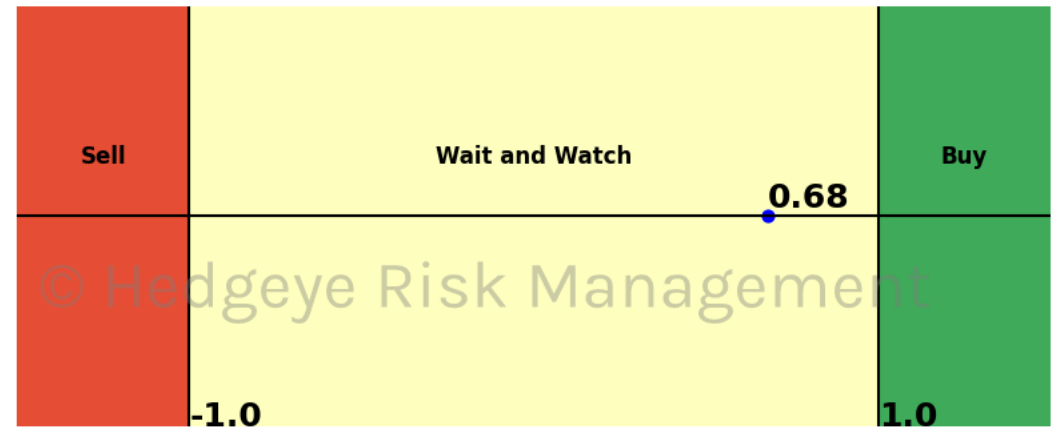 Sell
Wait and Watch
Buy
0.68
© Hedgeye Risk Management
-1.0
1.0